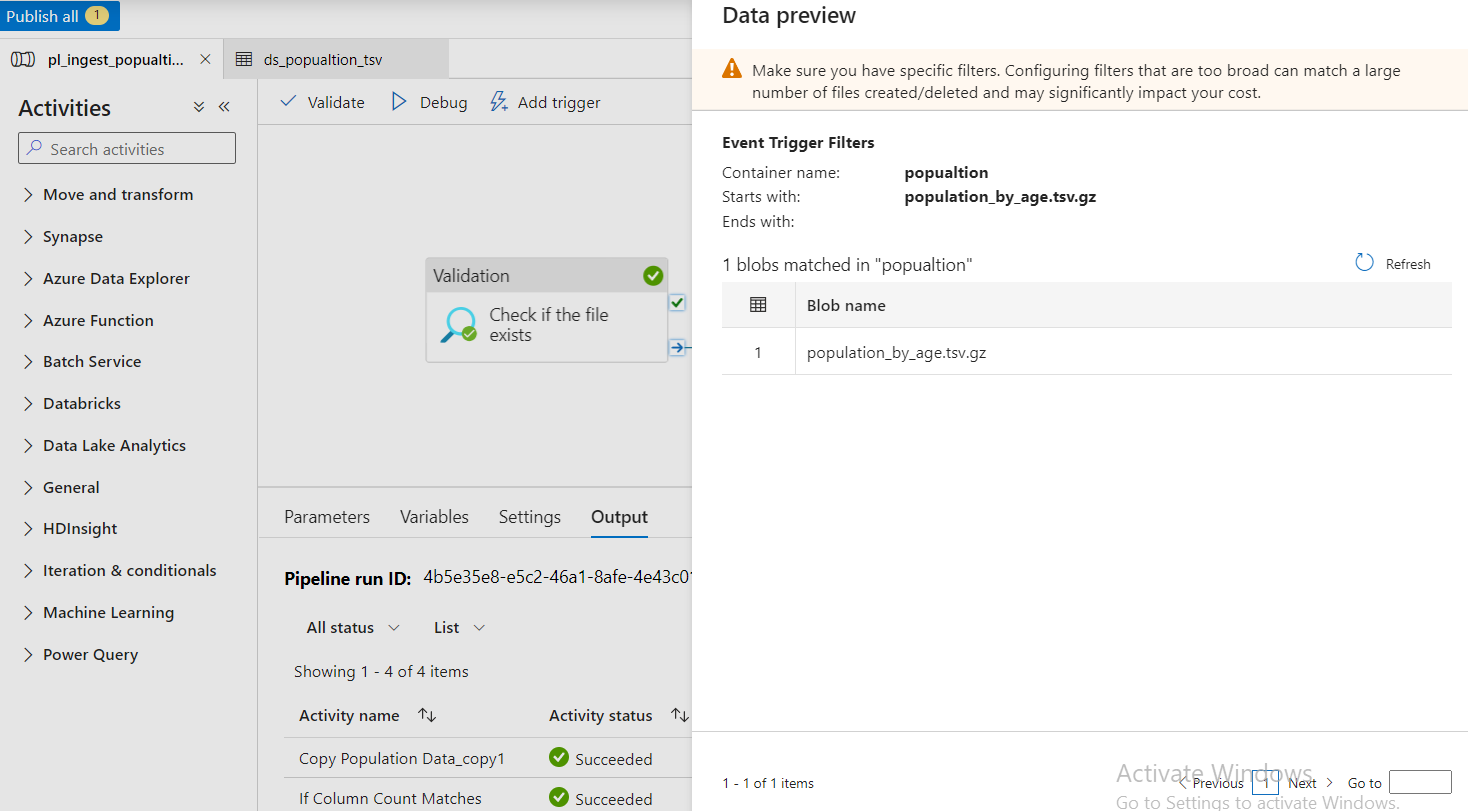 Publish all 1
pl_ingest_popualti...
ds_popualtion_tsv
Activities
Search activities
Move and transform
Synapse
Azure Data Explorer
Azure Function
Batch Service
Databricks
Data Lake Analytics
General
HDInsight
Iteration & conditionals
Machine Learning
Power Query
Validate
Debug
Add trigger
Validation
Check if the file
exists
Parameters
Variables
Settings
Output
Pipeline run ID: 4b5e35e8-e5c2-46a1-8afe-4e43c0
All status
List
Showing 1 - 4 of 4 items
Activity name
Activity status
Copy Population Data_copy1
Succeeded
If Column Count Matches
Succeeded
Data preview
Make sure you have specific filters. Configuring filters that are too broad can match a large
number of files created/deleted and may significantly impact your cost.
Event Trigger Filters
Container name: popualtion
Starts with: population_by_age.tsv.gz
Ends with:
1 blobs matched in "popualtion"
Refresh
Blob name
1 population_by_age.tsv.gz
1 - 1 of 1 items
Previous 1 Next Go to
Activate Windows
Go to Settings to activate Windows.